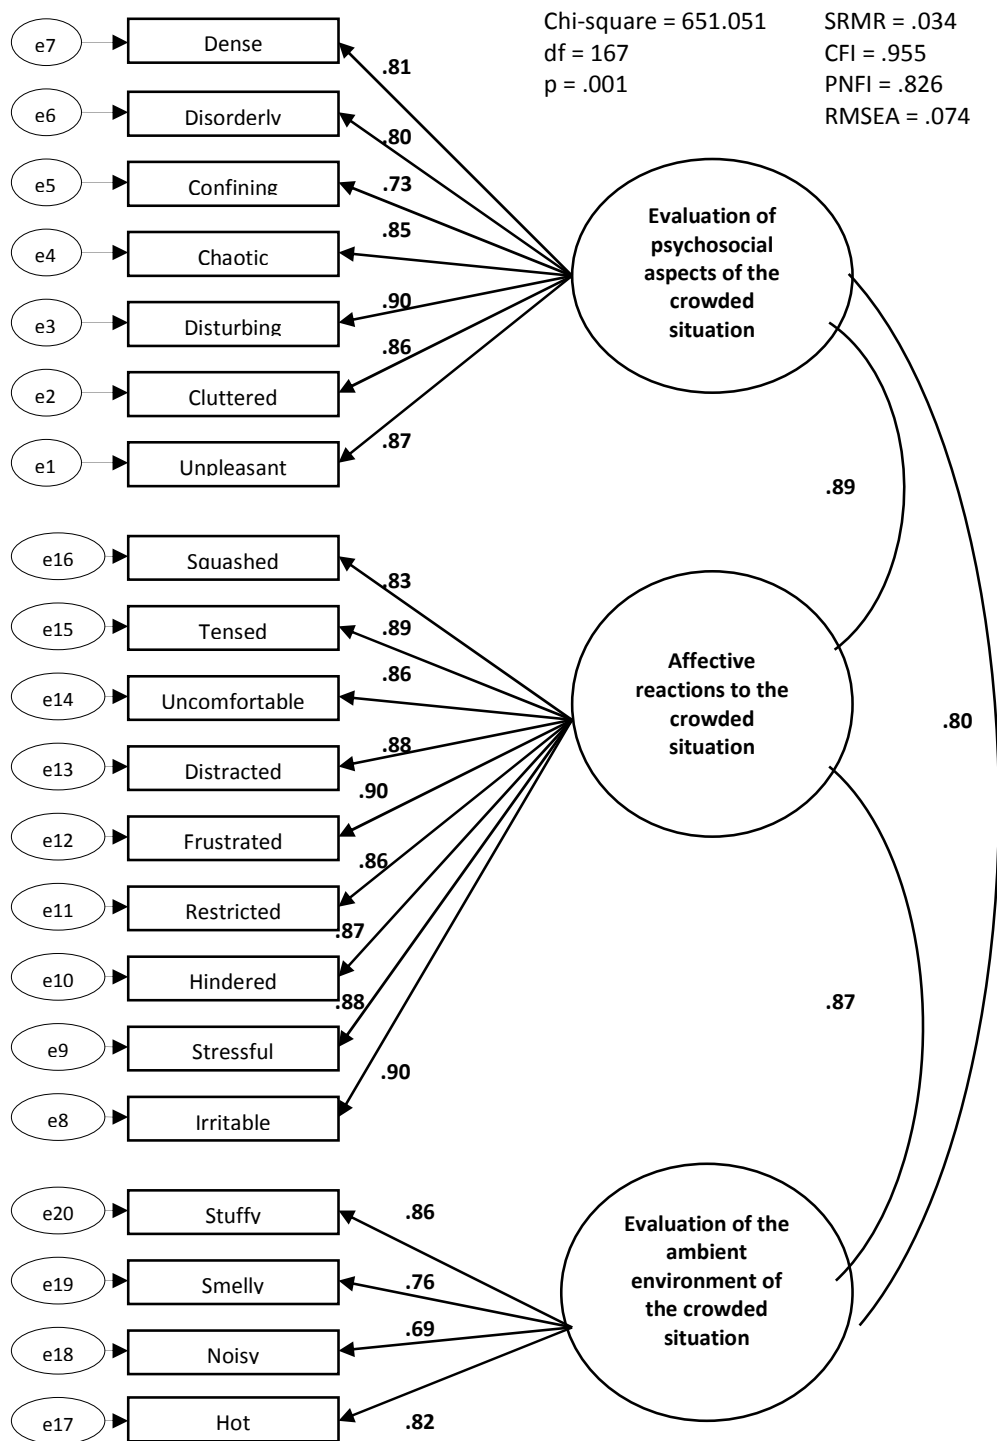 Chi-square = 651.051
df = 167
p = .001
SRMR = .034
CFI = .955
PNFI = .826
RMSEA = .074
e7
Dense
.81
e6
Disorderly
.80
e5
Confining
.73
e4
Chaotic
.85
e3
Disturbing
.90
e2
Cluttered
.86
e1
Unpleasant
.87
Evaluation of
psychosocial
aspects of the
crowded
situation
.89
e16
Squashed
.83
e15
Tensed
.89
e14
Uncomfortable
.86
e13
Distracted
.88
e12
Frustrated
.90
e11
Restricted
.86
e10
Hindered
.87
e9
Stressful
.88
e8
Irritable
.90
Affective
reactions to the
crowded
situation
.80
.87
e20
Stuffy
.86
e19
Smelly
.76
e18
Noisy
.69
e17
Hot
.82
Evaluation of the
ambient
environment of
the crowded
situation